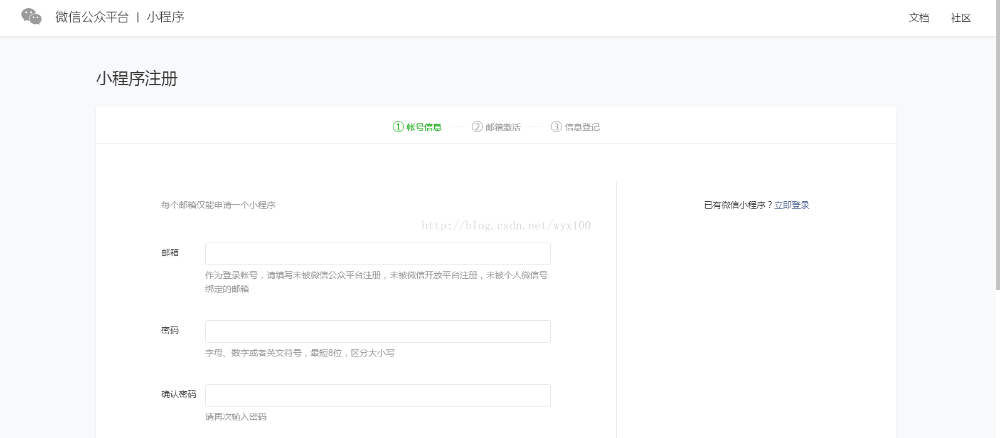 微信公众平台 | 小程序
文档
社区
小程序注册
① 帐号信息
② 邮箱激活
③ 信息登记
每个邮箱仅能申请一个小程序
已有微信小程序？立即登录
http://blog.csdn.net/wyx100
邮箱
作为登录帐号，请填写未被微信公众平台注册，未被微信开放平台注册，未被个人微信号
绑定的邮箱
密码
字母、数字或者英文符号，最短8位，区分大小写
确认密码
请再次输入密码